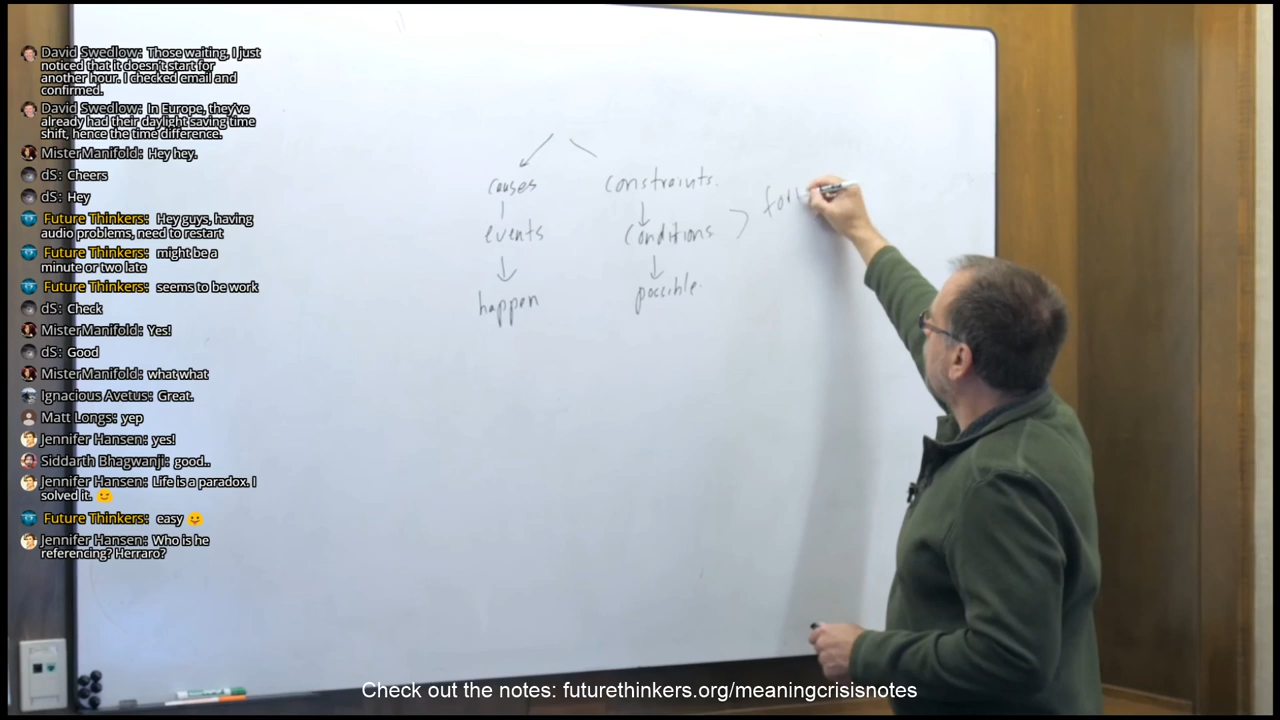 David Swedlow: Those waiting, I just
noticed that it doesn't start for
another hour. I checked email and
confirmed.
David Swedlow: In Europe, they've
already had their daylight saving time
shift, hence the time difference.
MisterManifold: Hey hey.
dS: Cheers
dS: Hey
Future Thinkers: Hey guys, having
audio problems, need to restart
Future Thinkers: might be a
minute or two late
Future Thinkers: seems to be work
dS: Check
MisterManifold: Yes!
dS: Good
MisterManifold: what what
Ignacious Avetus: Great.
Matt Longs: yep
Jennifer Hansen: yes!
Siddarth Bhagwanji: good..
Jennifer Hansen: Life is a paradox. I
solved it. 😉
Future Thinkers: easy 🙂
Jennifer Hansen: Who is he
referencing? Herraro?
causes
events
happen
constraints.
conditions
possible.
Check out the notes: futurethinkers.org/meaningcrisisnotes